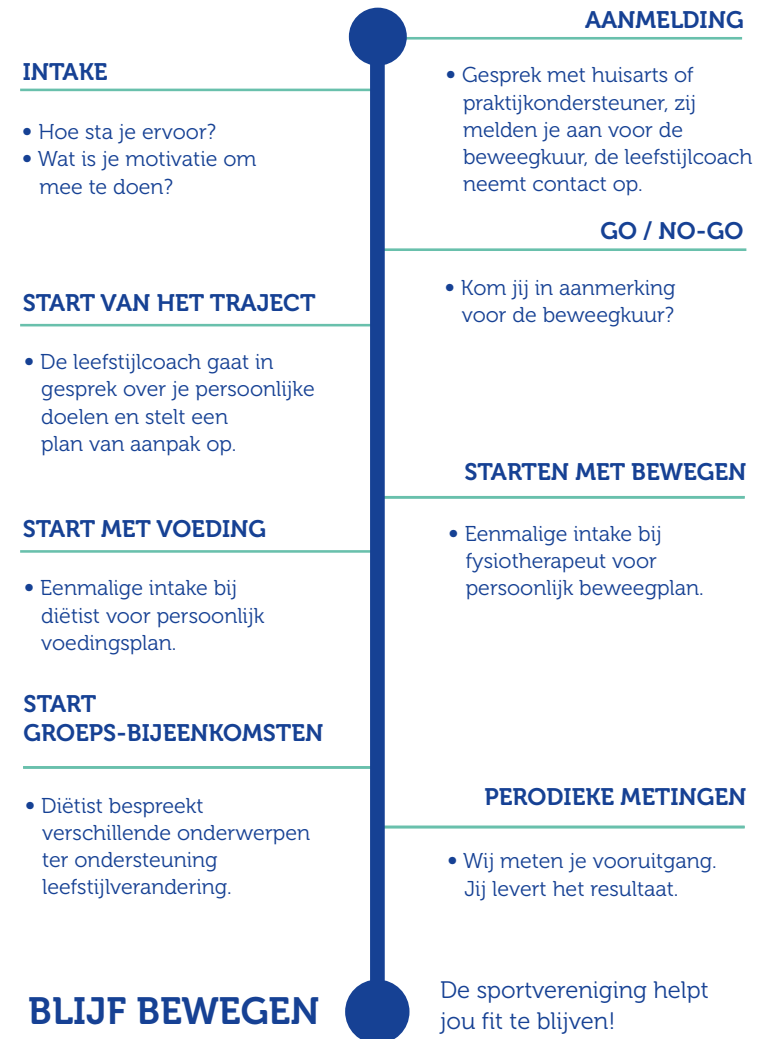 AANMELDING
• Gesprek met huisarts of
praktijkondersteuner, zij
melden je aan voor de
beweegkuur, de leefstijlcoach
neemt contact op.
INTAKE
• Hoe sta je ervoor?
• Wat is je motivatie om
mee te doen?
GO / NO-GO
• Kom jij in aanmerking
voor de beweegkuur?
START VAN HET TRAJECT
• De leefstijlcoach gaat in
gesprek over je persoonlijke
doelen en stelt een
plan van aanpak op.
STARTEN MET BEWEGEN
• Eenmalige intake bij
fysiotherapeut voor
persoonlijk beweegplan.
START MET VOEDING
• Eenmalige intake bij
diëtist voor persoonlijk
voedingsplan.
START
GROEPS-BIJEENKOMSTEN
• Diëtist bespreekt
verschillende onderwerpen
ter ondersteuning
leefstijlverandering.
PERODIEKE METINGEN
• Wij meten je vooruitgang.
Jij levert het resultaat.
BLIJF BEWEGEN
De sportvereniging helpt
jou fit te blijven!